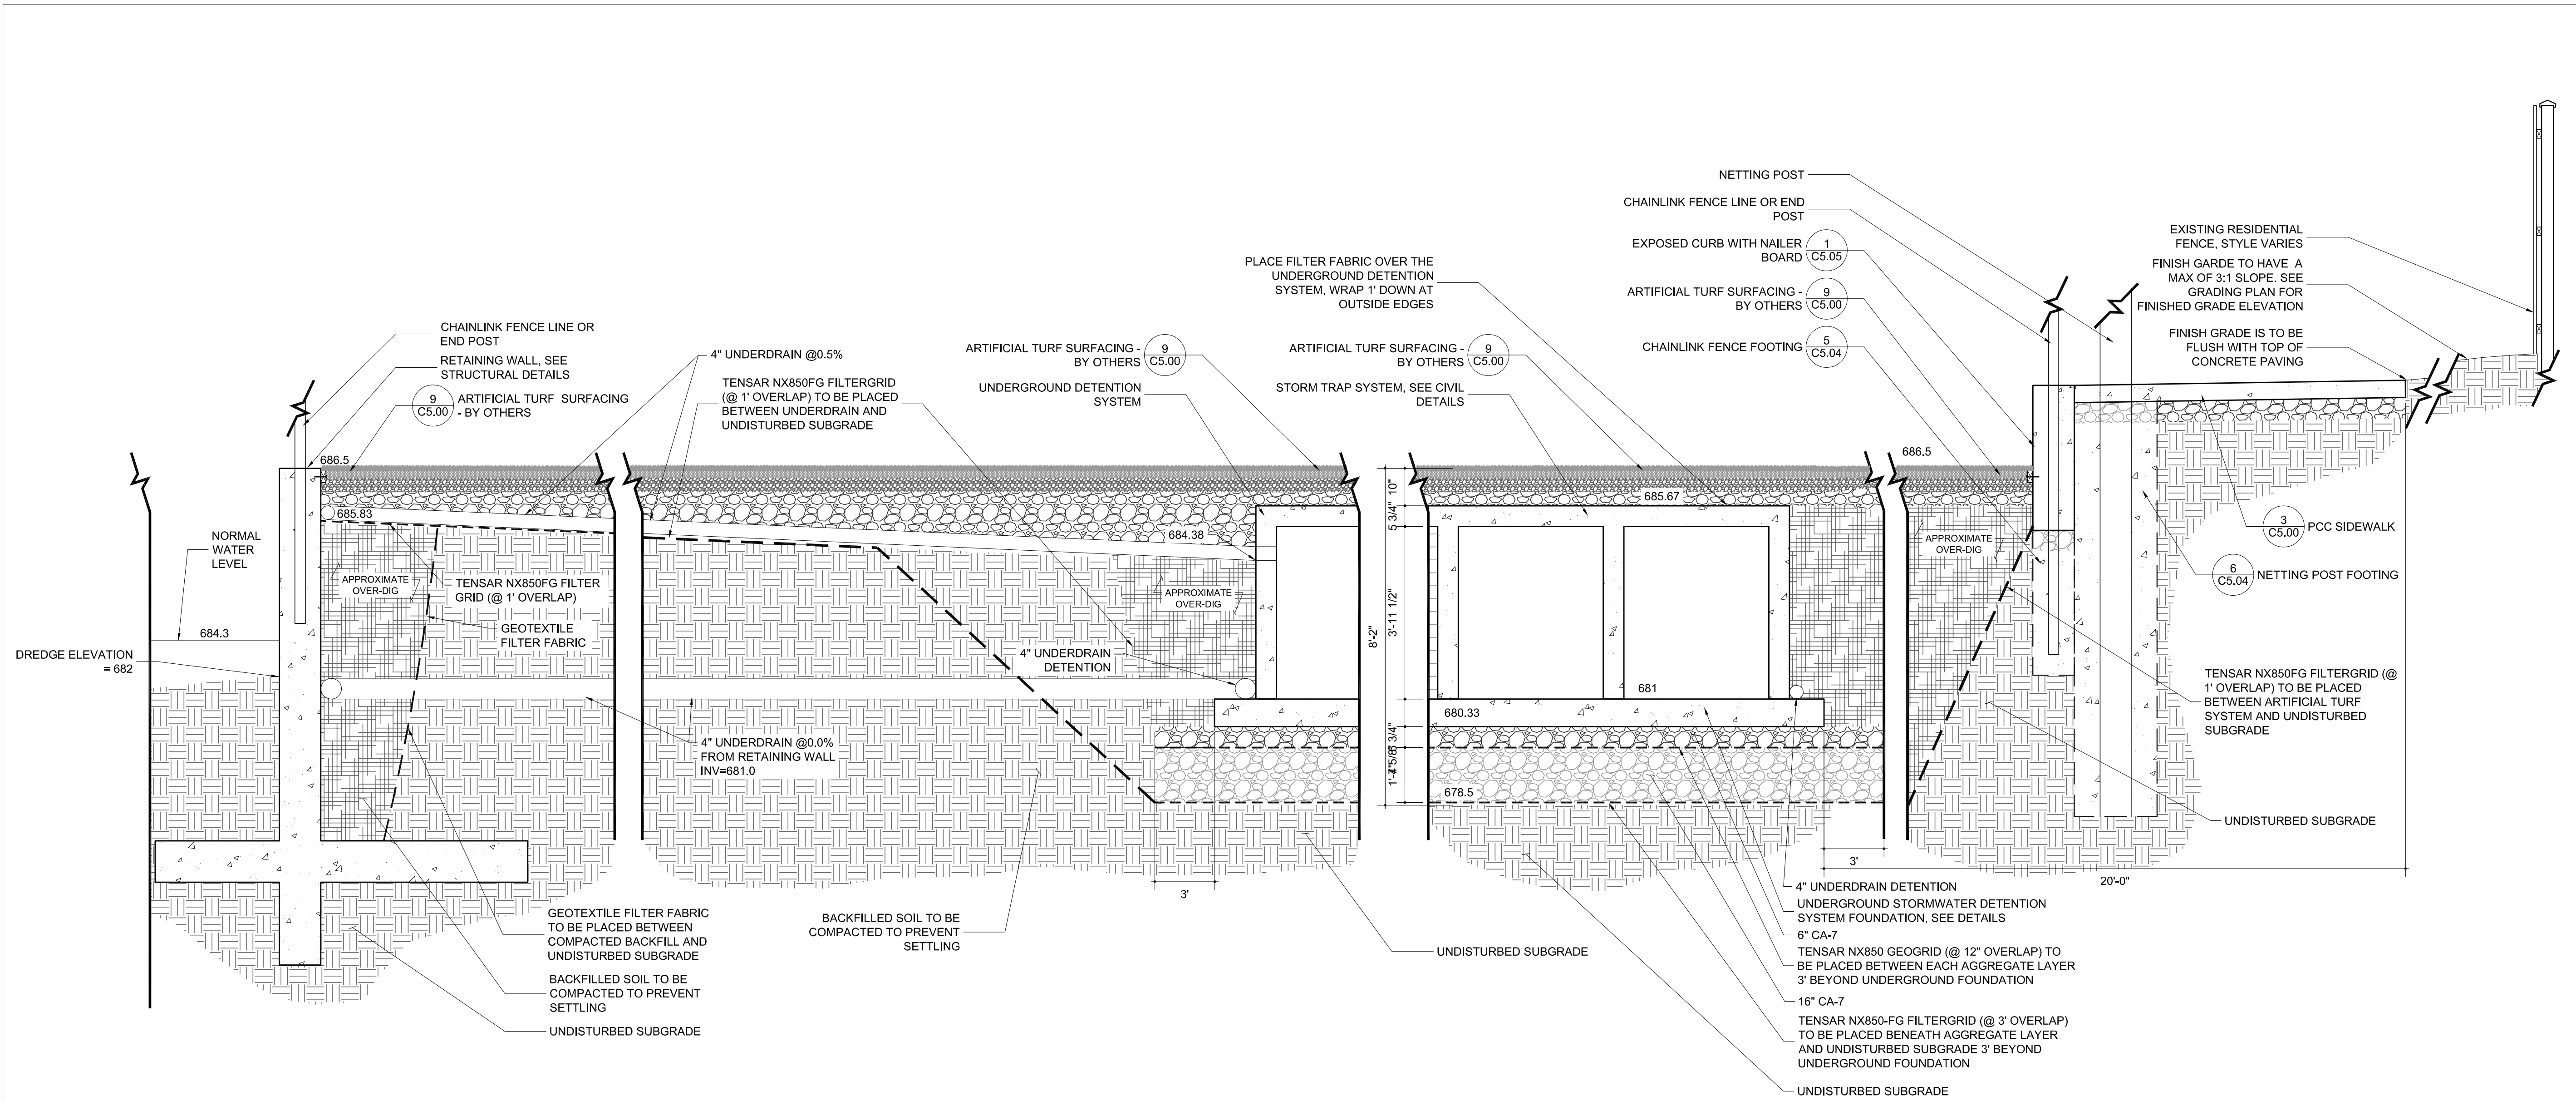 NETTING POST
CHAINLINK FENCE LINE OR END
POST
EXPOSED CURB WITH NAILER
BOARD
1
C5.05
ARTIFICIAL TURF SURFACING -
BY OTHERS
9
C5.00
CHAINLINK FENCE FOOTING
5
C5.04
EXISTING RESIDENTIAL
FENCE, STYLE VARIES
FINISH GARDE TO HAVE A
MAX OF 3:1 SLOPE. SEE
GRADING PLAN FOR
FINISHED GRADE ELEVATION
FINISH GRADE IS TO BE
FLUSH WITH TOP OF
CONCRETE PAVING
PLACE FILTER FABRIC OVER THE
UNDERGROUND DETENTION
SYSTEM, WRAP 1' DOWN AT
OUTSIDE EDGES
ARTIFICIAL TURF SURFACING -
BY OTHERS
9
C5.00
STORM TRAP SYSTEM, SEE CIVIL
DETAILS
ARTIFICIAL TURF SURFACING -
BY OTHERS
9
C5.00
UNDERGROUND DETENTION
SYSTEM
CHAINLINK FENCE LINE OR
END POST
RETAINING WALL, SEE
STRUCTURAL DETAILS
9
C5.00
ARTIFICIAL TURF SURFACING
- BY OTHERS
4" UNDERDRAIN @0.5%
TENSAR NX850FG FILTERGRID
(@ 1' OVERLAP) TO BE PLACED
BETWEEN UNDERDRAIN AND
UNDISTURBED SUBGRADE
686.5
685.83
NORMAL
WATER
LEVEL
684.3
DREDGE ELEVATION
= 682
APPROXIMATE
OVER-DIG
TENSAR NX850FG FILTER
GRID (@ 1' OVERLAP)
GEOTEXTILE
FILTER FABRIC
684.38
APPROXIMATE
OVER-DIG
4" UNDERDRAIN
DETENTION
4" UNDERDRAIN @0.0%
FROM RETAINING WALL
INV=681.0
3'
8'-2"
10"
5 3/4"
3'-11 1/2"
685.67
681
680.33
678.5
686.5
APPROXIMATE
OVER-DIG
3
C5.00
PCC SIDEWALK
6
C5.04
NETTING POST FOOTING
TENSAR NX850FG FILTERGRID (@
1' OVERLAP) TO BE PLACED
BETWEEN ARTIFICIAL TURF
SYSTEM AND UNDISTURBED
SUBGRADE
UNDISTURBED SUBGRADE
3'
20'-0"
GEOTEXTILE FILTER FABRIC
TO BE PLACED BETWEEN
COMPACTED BACKFILL AND
UNDISTURBED SUBGRADE
BACKFILLED SOIL TO BE
COMPACTED TO PREVENT
SETTLING
UNDISTURBED SUBGRADE
BACKFILLED SOIL TO BE
COMPACTED TO PREVENT
SETTLING
UNDISTURBED SUBGRADE
4" UNDERDRAIN DETENTION
UNDERGROUND STORMWATER DETENTION
SYSTEM FOUNDATION, SEE DETAILS
6" CA-7
TENSAR NX850 GEOGRID (@ 12" OVERLAP) TO
BE PLACED BETWEEN EACH AGGREGATE LAYER
3' BEYOND UNDERGROUND FOUNDATION
16" CA-7
TENSAR NX850-FG FILTERGRID (@ 3' OVERLAP)
TO BE PLACED BENEATH AGGREGATE LAYER
AND UNDISTURBED SUBGRADE 3' BEYOND
UNDERGROUND FOUNDATION
UNDISTURBED SUBGRADE